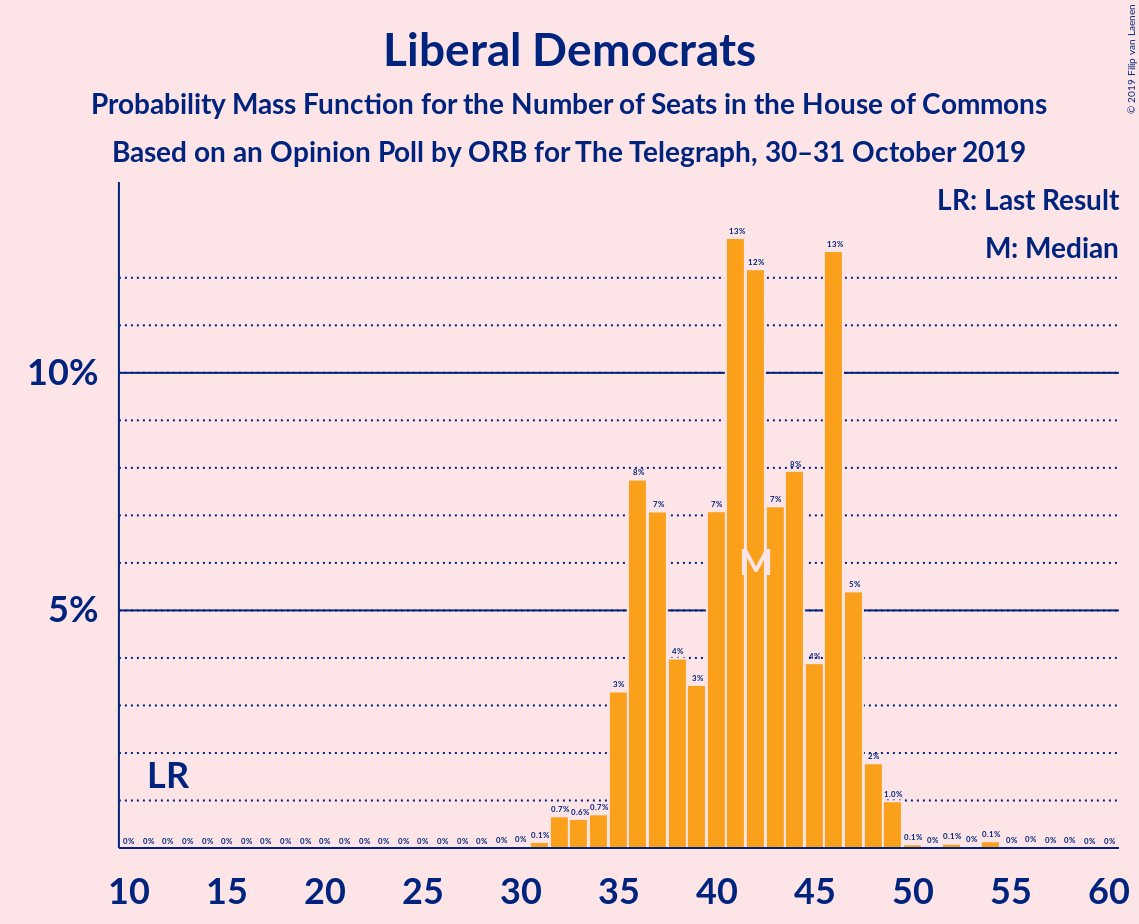 © 2019 Filip van Laenen
Liberal Democrats
Probability Mass Function for the Number of Seats in the House of Commons
Based on an Opinion Poll by ORB for The Telegraph, 30–31 October 2019
LR: Last Result
M: Median
10%
5%
LR
M
0% 0% 0% 0% 0% 0% 0% 0% 0% 0% 0% 0% 0% 0% 0% 0% 0% 0% 0% 0% 0% 0.1% 0.7% 0.6% 0.7% 3% 8% 7% 4% 3% 7% 13% 12% 7% 8% 4% 13% 5% 2% 1.0% 0.1% 0% 0.1% 0% 0.1% 0% 0% 0% 0% 0% 0%
10 15 20 25 30 35 40 45 50 55 60